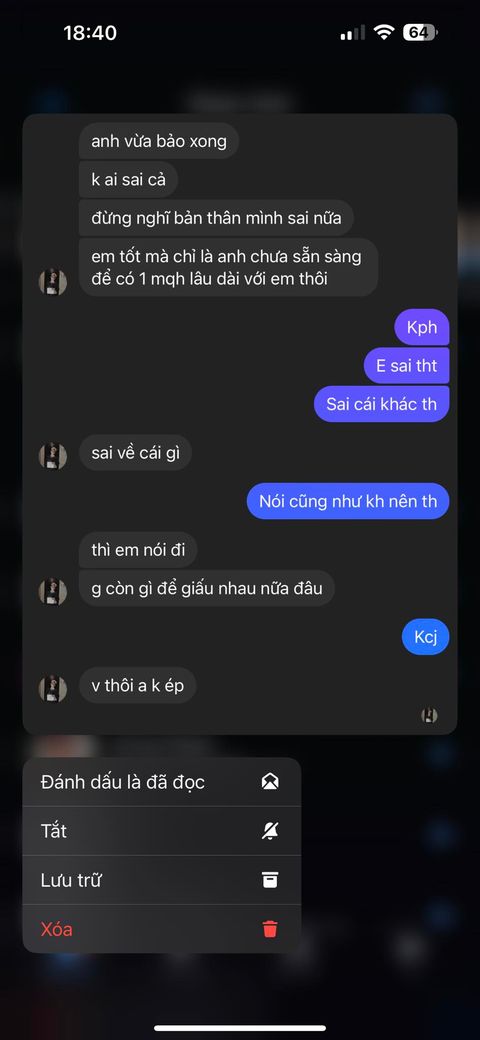 18:40
64
anh vừa bảo xong
k ai sai cả
đừng nghĩ bản thân mình sai nữa
em tốt mà chỉ là anh chưa sẵn sàng
để có 1 mqh lâu dài với em thôi
Kph
E sai tht
Sai cái khác th
sai về cái gì
Nói cũng như kh nên th
thì em nói đi
g còn gì để giấu nhau nữa đâu
Kcj
v thôi a k ép
Đánh dấu là đã đọc
Tắt
Lưu trữ
Xóa